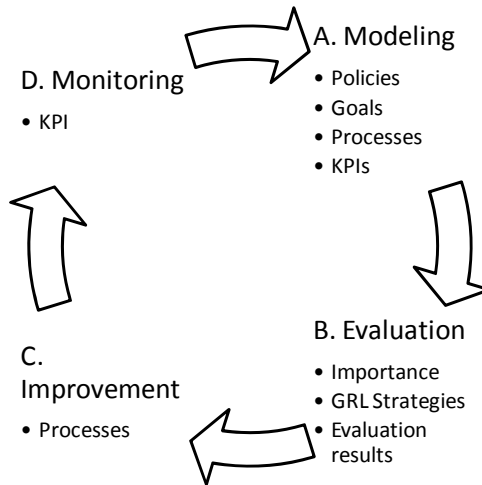 A. Modeling
• Policies
• Goals
• Processes
• KPIs
B. Evaluation
• Importance
• GRL Strategies
• Evaluation
results
C.
Improvement
• Processes
D. Monitoring
• KPI